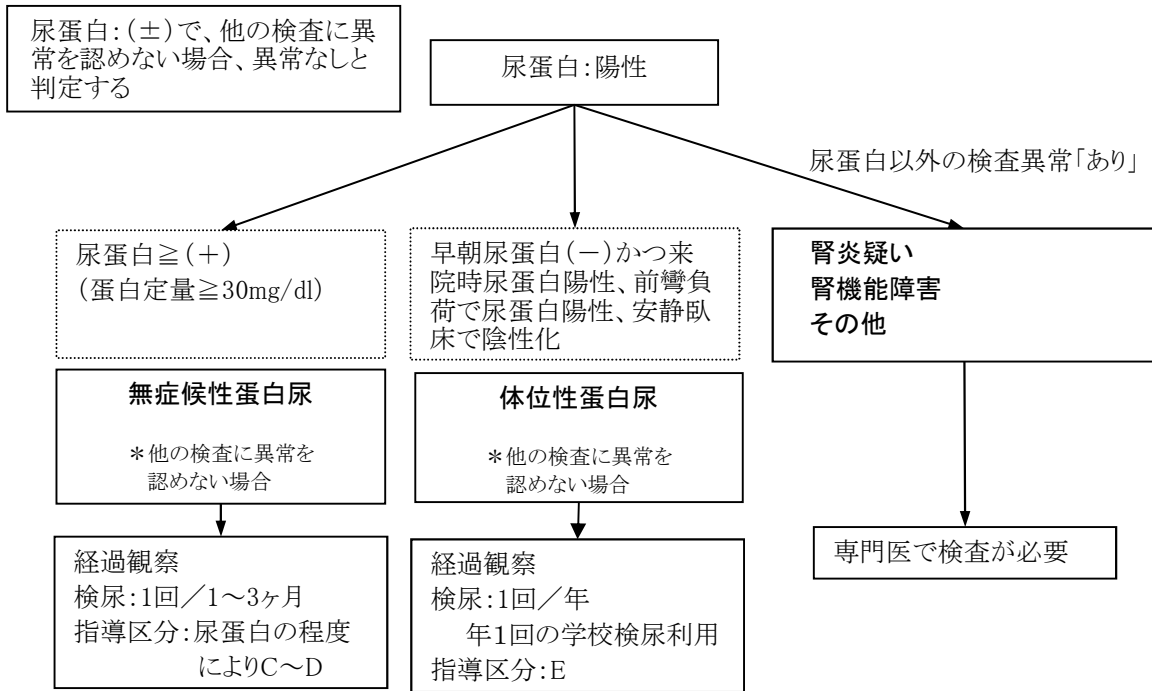 尿蛋白:(±)で、他の検査に異
常を認めない場合、異常なしと
判定する
尿蛋白:陽性
尿蛋白以外の検査異常「あり」
尿蛋白≧(+)
(蛋白定量≧30mg/dl)
早朝尿蛋白(-)かつ来
院時尿蛋白陽性、前彎負
荷で尿蛋白陽性、安静臥
床で陰性化
腎炎疑い
腎機能障害
その他
無症候性蛋白尿
*他の検査に異常を
認めない場合
体位性蛋白尿
*他の検査に異常を
認めない場合
経過観察
検尿:1回/1~3ヶ月
指導区分:尿蛋白の程度
によりC~D
経過観察
検尿:1回/年
年1回の学校検尿利用
指導区分:E
専門医で検査が必要